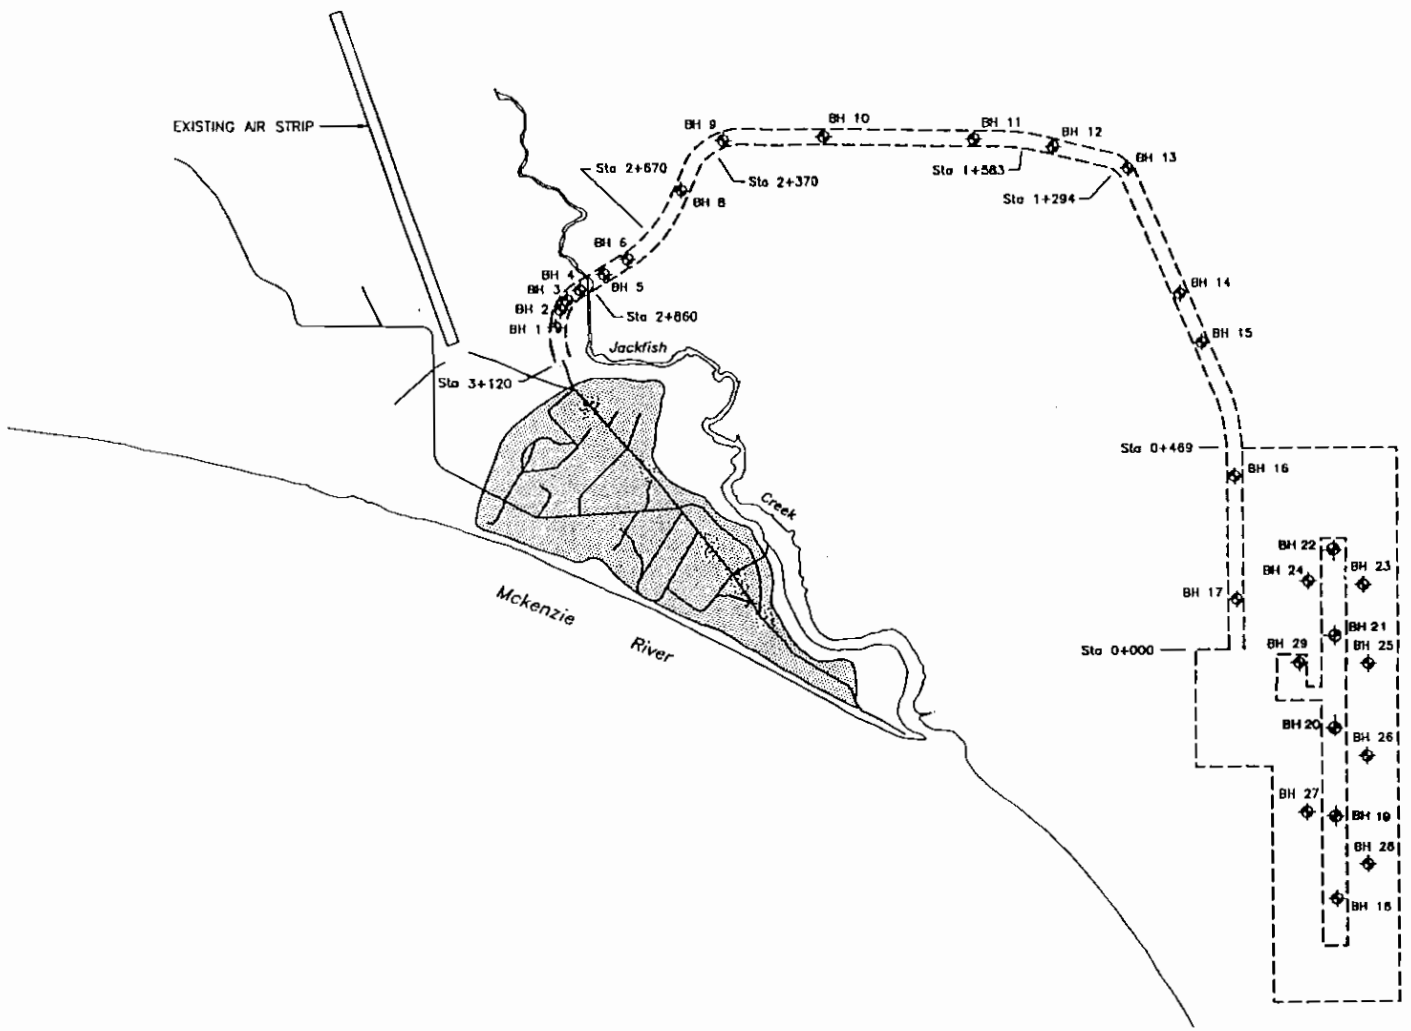 EXISTING AIR STRIP
BH 9
BH 10
BH 11
BH 12
BH 13
Sta 2+670
Sta 2+370
Sta 1+583
Sta 1+294
BH 8
BH 6
BH 4
BH 5
BH 3
BH 2
BH 1
Sta 2+860
BH 14
BH 15
Jackfish
Sta 3+120
Sta 0+469
BH 16
Creek
BH 22
BH 24
BH 23
BH 17
Mckenzie
River
BH 21
BH 29
BH 25
Sta 0+000
BH 20
BH 26
BH 27
BH 19
BH 28
BH 18